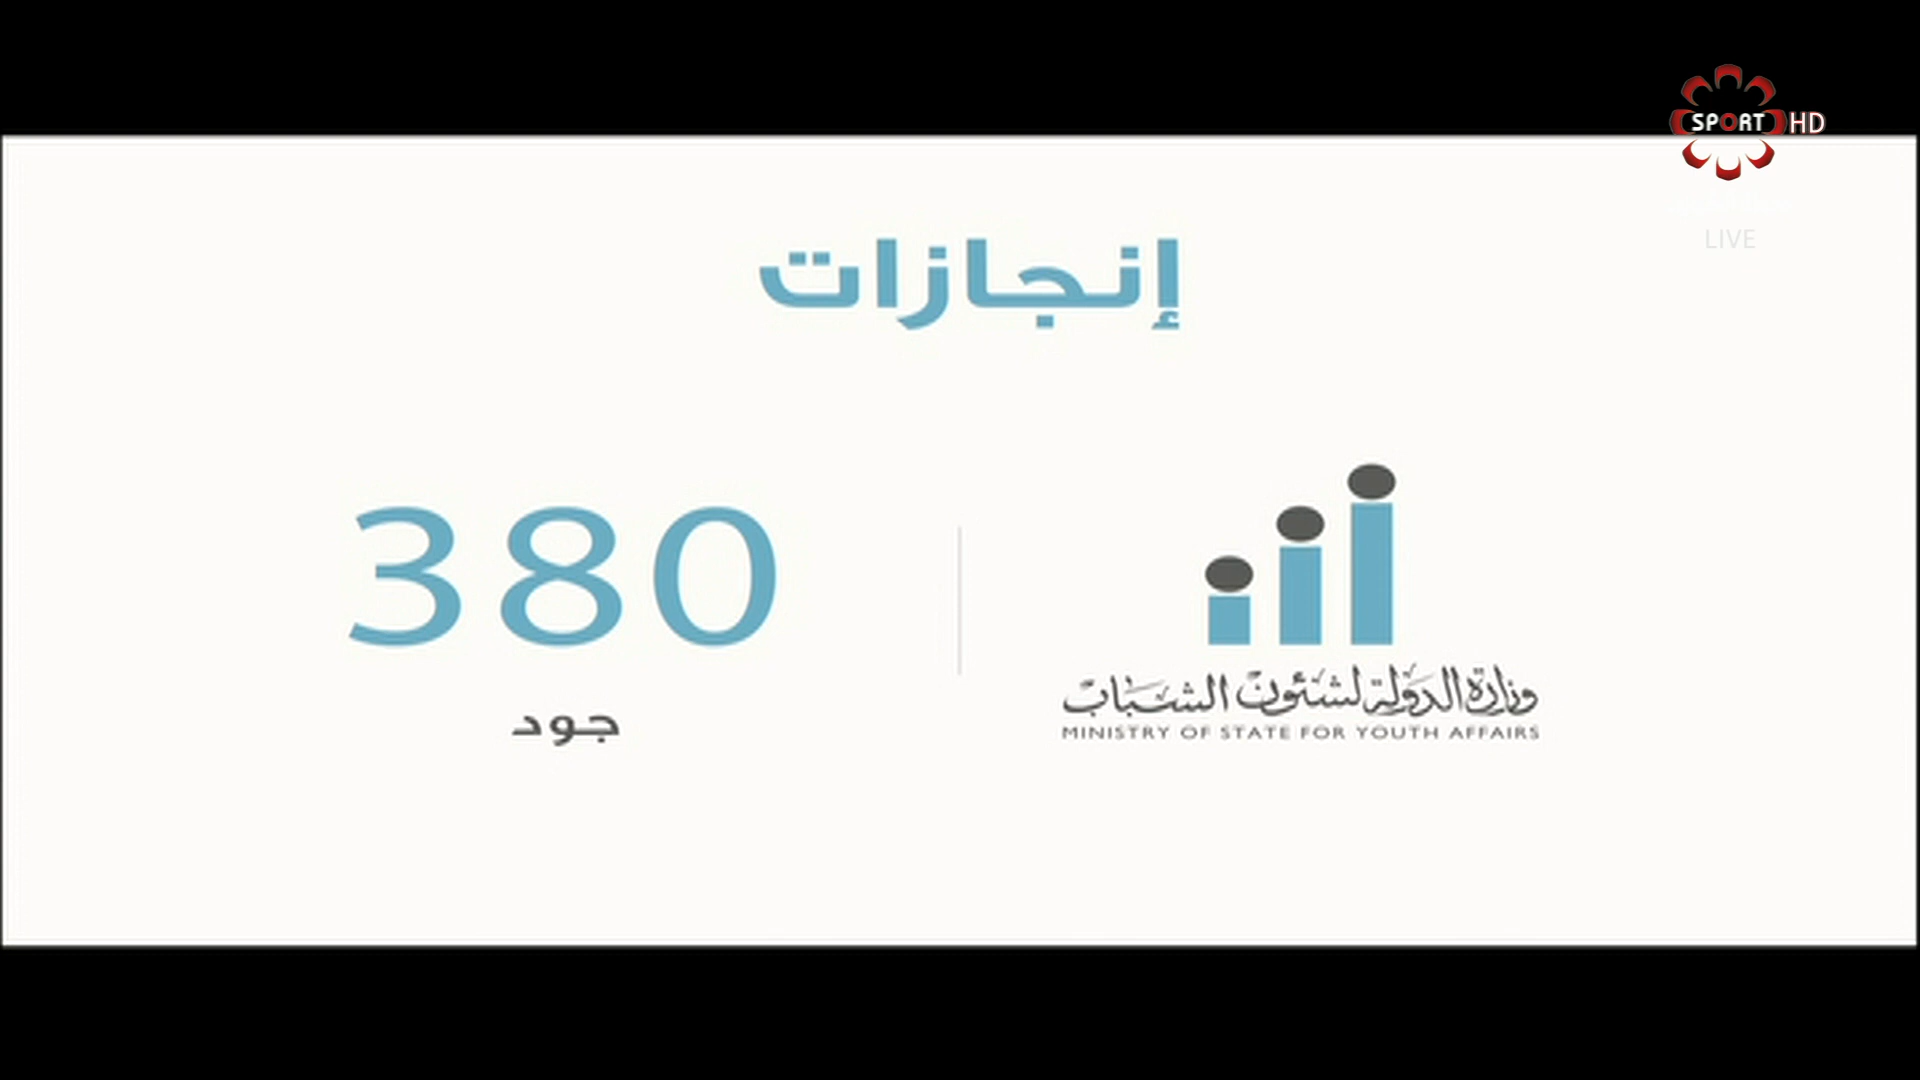 SPORT HD
LIVE
إنجازات
وزارة الدولة لشئون الشباب
MINISTRY OF STATE FOR YOUTH AFFAIRS
380
جود